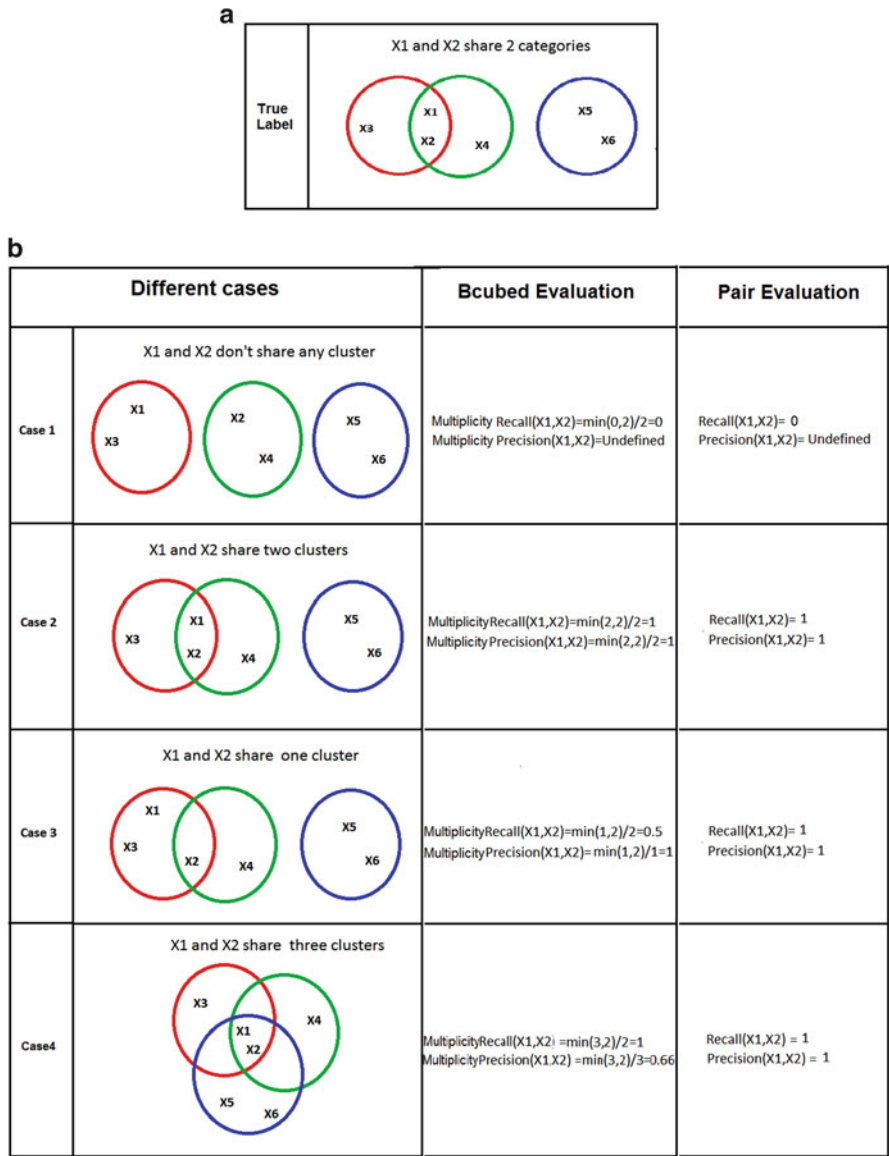 a
X1 and X2 share 2 categories
True
Label
X3
X1
X2
X4
X5
X6
b
Different cases
Bcubed Evaluation
Pair Evaluation
Case 1
X1 and X2 don't share any cluster
X1
X3
X2
X4
X5
X6
Multiplicity Recall(X1,X2)=min(0,2)/2=0
Multiplicity Precision(X1,X2)=Undefined
Recall(X1,X2)= 0
Precision(X1,X2)= Undefined
Case 2
X1 and X2 share two clusters
X3
X1
X2
X4
X5
X6
MultiplicityRecall(X1,X2)=min(2,2)/2=1
MultiplicityPrecision(X1,X2)=min(2,2)/2=1
Recall(X1,X2)= 1
Precision(X1,X2)= 1
Case 3
X1 and X2 share one cluster
X1
X3
X2
X4
X5
X6
MultiplicityRecall(X1,X2)=min(1,2)/2=0.5
MultiplicityPrecision(X1,X2)= min(1,2)/1=1
Recall(X1,X2)= 1
Precision(X1,X2)= 1
Case4
X1 and X2 share three clusters
X3
X1
X2
X4
X5
X6
MultiplicityRecall(X1,X2) =min(3,2)/2=1
MultiplicityPrecision(X1.X2) =min(3,2)/3=0.66
Recall(X1,X2) = 1
Precision(X1,X2) = 1